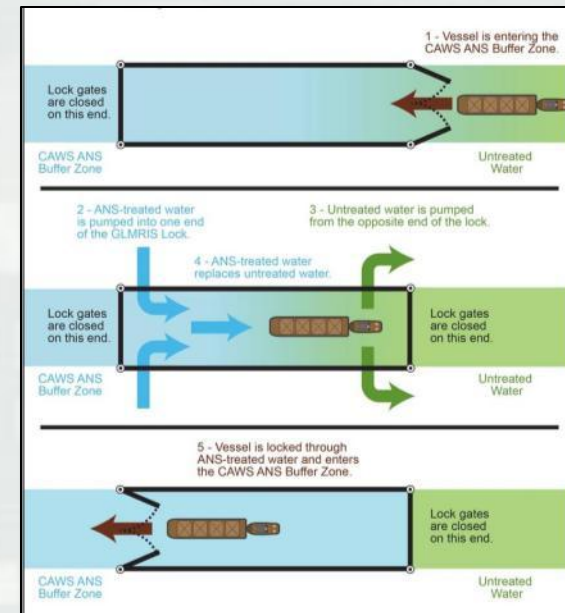 1 - Vessel is entering the
CAWS ANS Buffer Zone.
Lock gates
are closed
on this end.
CAWS ANS
Buffer Zone
Untreated
Water
2 - ANS-treated water
is pumped into one end
of the GLMRIS Lock.
3 - Untreated water is pumped
from the opposite end of the lock.
4 - ANS-treated water
replaces untreated water.
Lock gates
are closed
on this end.
Lock gates
are closed
on this end.
CAWS ANS
Buffer Zone
Untreated
Water
5 - Vessel is locked through
ANS-treated water and enters
the CAWS ANS Buffer Zone.
Lock gates
are closed
on this end.
CAWS ANS
Buffer Zone
Untreated
Water